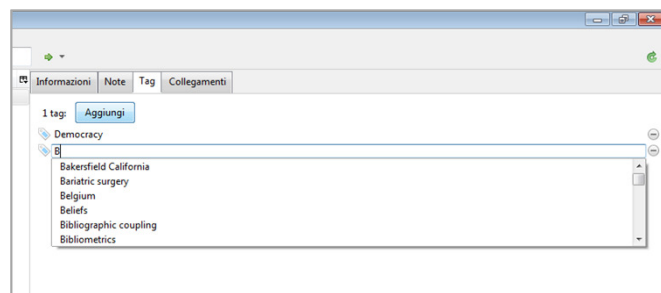 Informazioni Note Tag Collegamenti
1 tag: Aggiungi
Democracy
B
Bakersfield California
Bariatric surgery
Belgium
Beliefs
Bibliographic coupling
Bibliometrics